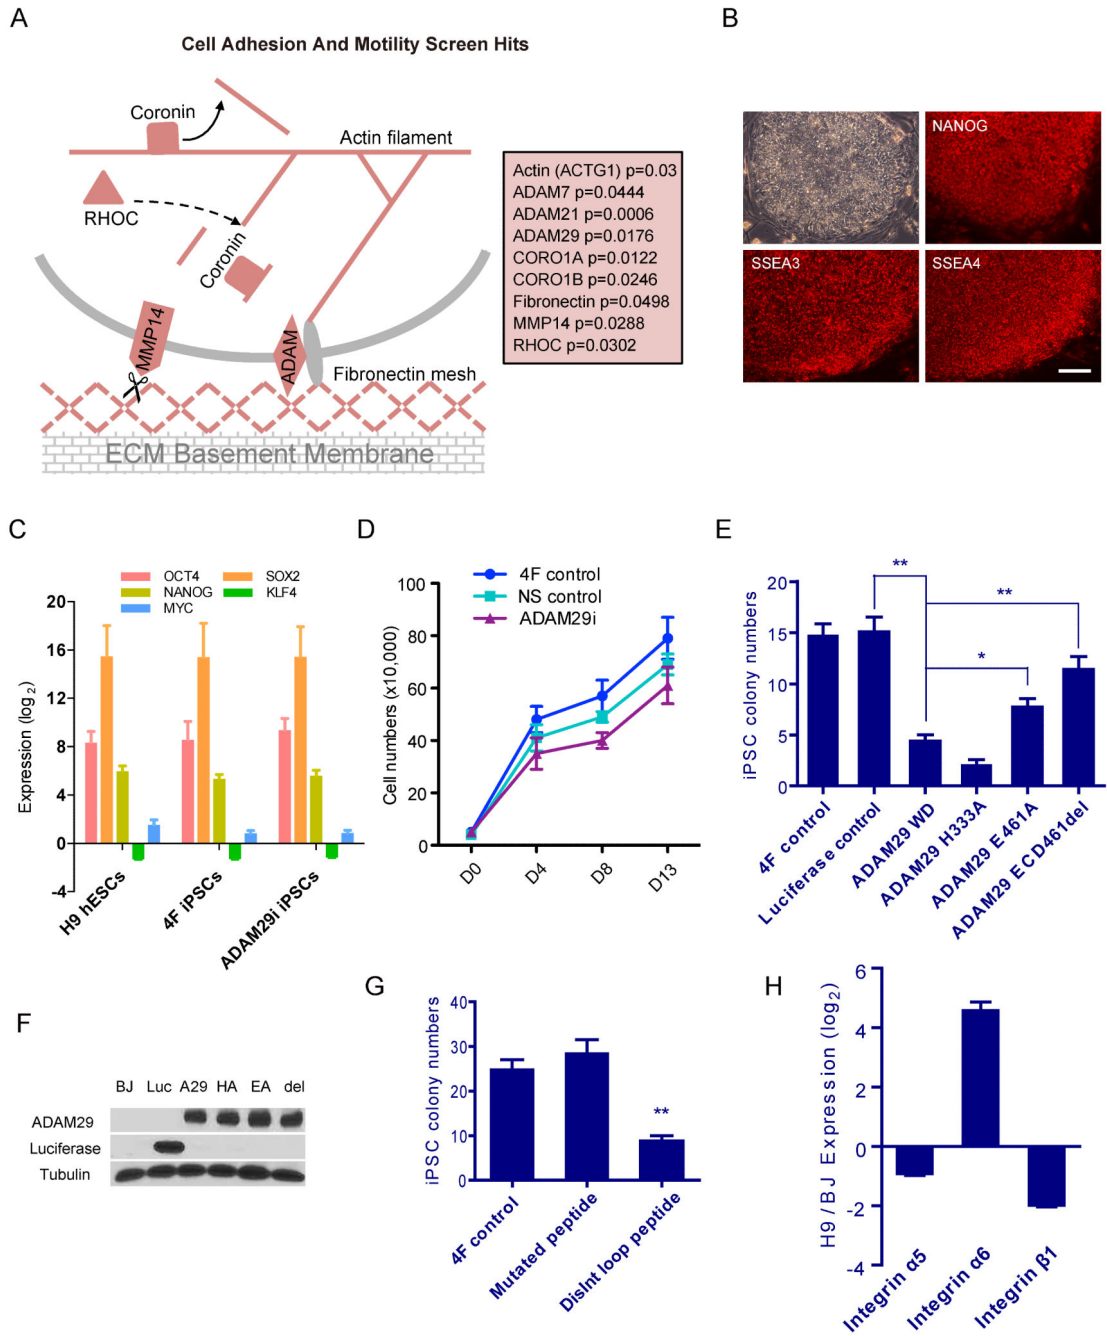 A
Cell Adhesion And Motility Screen Hits
Coronin
Actin filament
RHOC
Coronin
MMP14
ADAM
Fibronectin mesh
ECM Basement Membrane
Actin (ACTG1) p=0.03
ADAM7 p=0.0444
ADAM21 p=0.0006
ADAM29 p=0.0176
CORO1A p=0.0122
CORO1B p=0.0246
Fibronectin p=0.0498
MMP14 p=0.0288
RHOC p=0.0302
B
NANOG
SSEA3
SSEA4
C
OCT4
SOX2
NANOG
KLF4
MYC
Expression (log2)
20
16
12
8
4
0
-4
H9 hESCs
4F iPSCs
ADAM29i iPSCs
D
4F control
NS control
ADAM29i
Cell numbers (x10,000)
100
80
60
40
20
0
D0
D4
D8
D13
E
iPSC colony numbers
20
15
10
5
0
**
**
*
4F control
Luciferase control
ADAM29 WD
ADAM29 H333A
ADAM29 E461A
ADAM29 ECD461del
F
BJ Luc A29 HA EA del
ADAM29
Luciferase
Tubulin
G
iPSC colony numbers
40
30
20
10
0
**
4F control
Mutated peptide
DisInt loop peptide
H
H9 / BJ Expression (log2)
6
4
2
0
-2
-4
Integrin α5
Integrin α6
Integrin β1